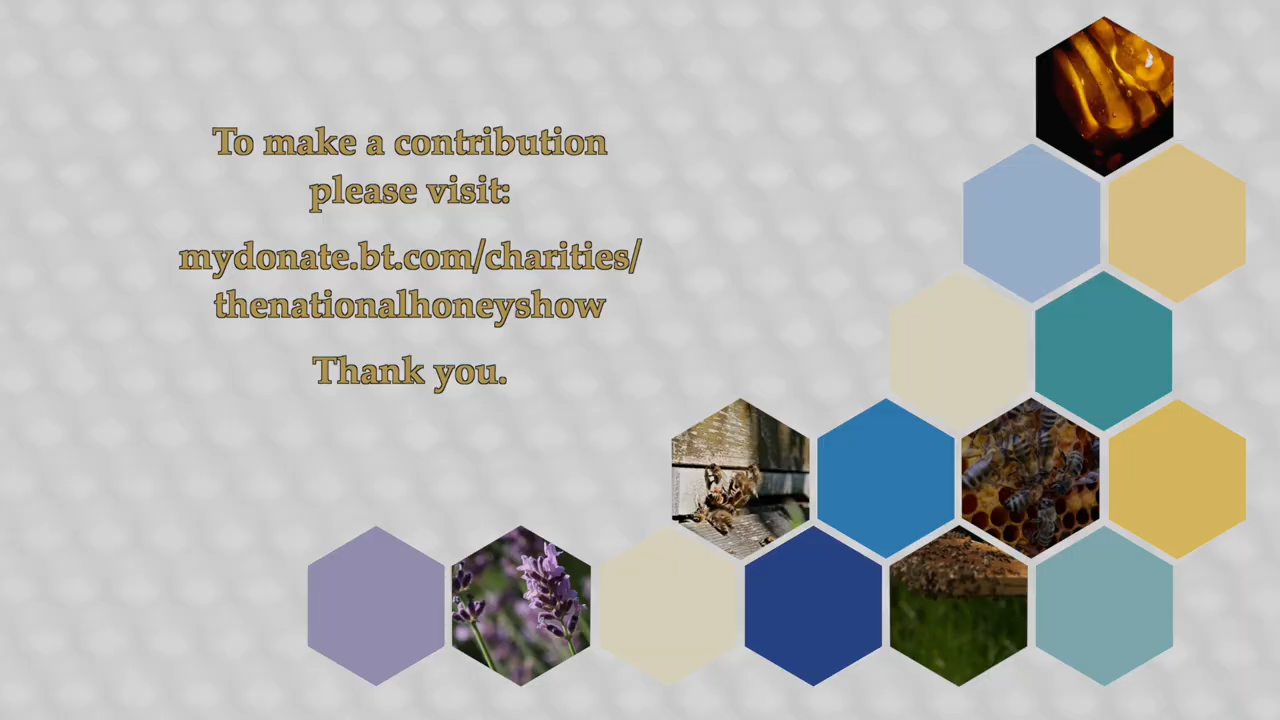 To make a contribution
please visit:
mydonate.bt.com/charities/
thenationalhoneyshow
Thank you.